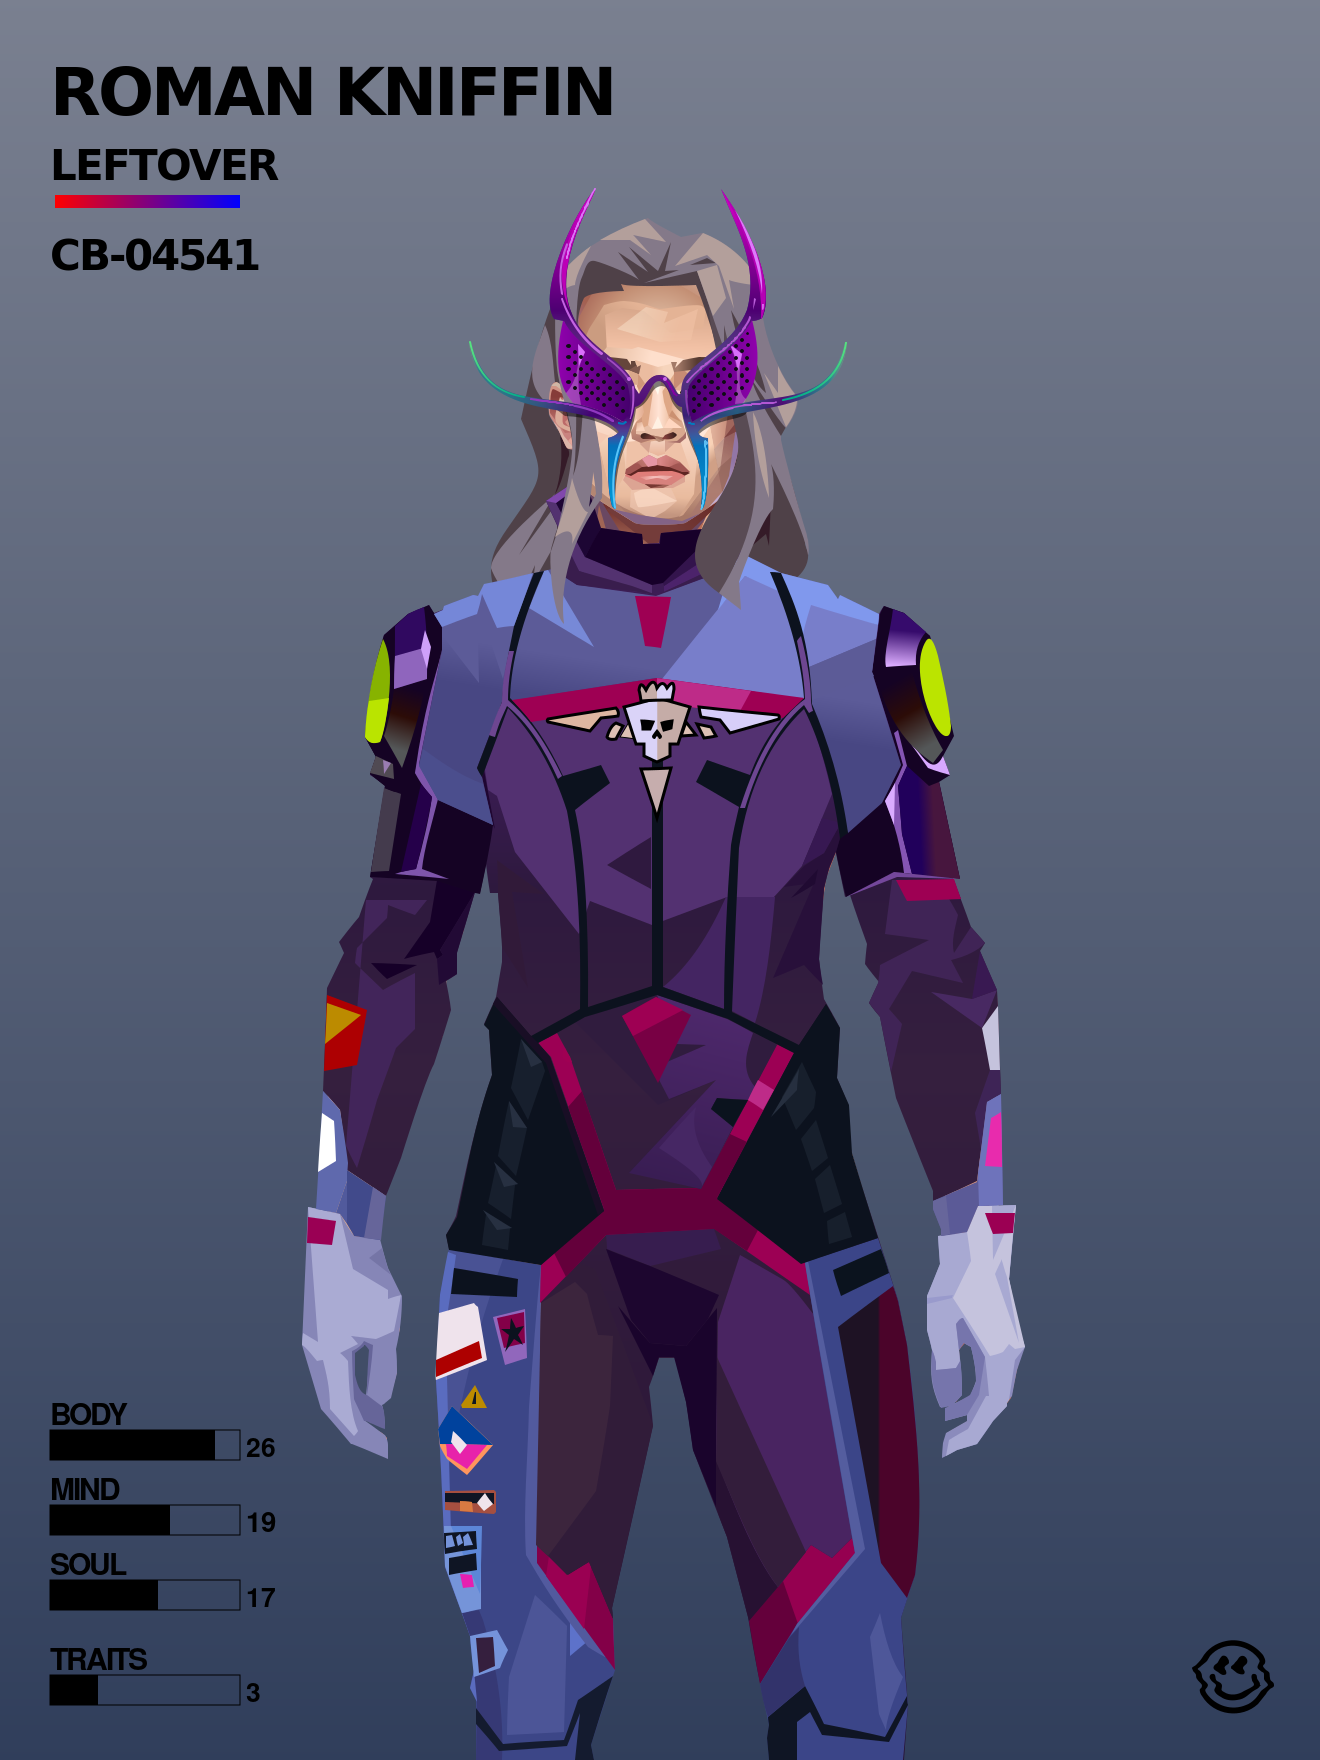 ROMAN KNIFFIN
LEFTOVER
CB-04541
BODY
26
MIND
19
SOUL
17
TRAITS
3